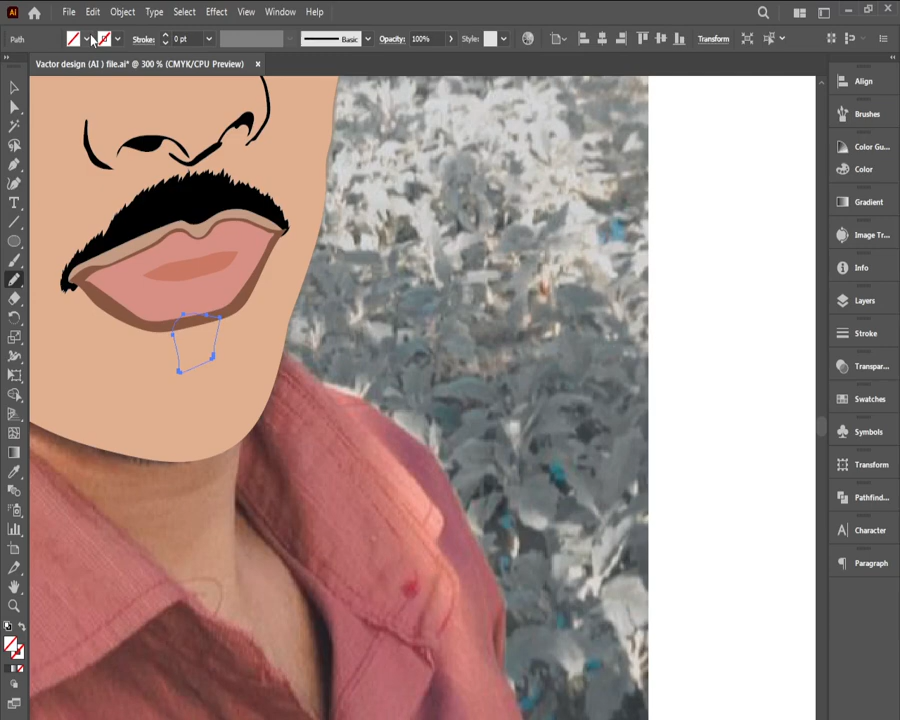 Ai File Edit Object Type Select Effect View Window Help
Path Stroke: 0 pt Basic Opacity: 100% Style: Transform
Vactor design (AI ) file.ai* @ 300 % (CMYK/CPU Preview) ×
Align
Brushes
Color Gu...
Color
Gradient
Image Tr...
Info
Layers
Stroke
Transpar...
Swatches
Symbols
Transform
Pathfind...
Character
Paragraph